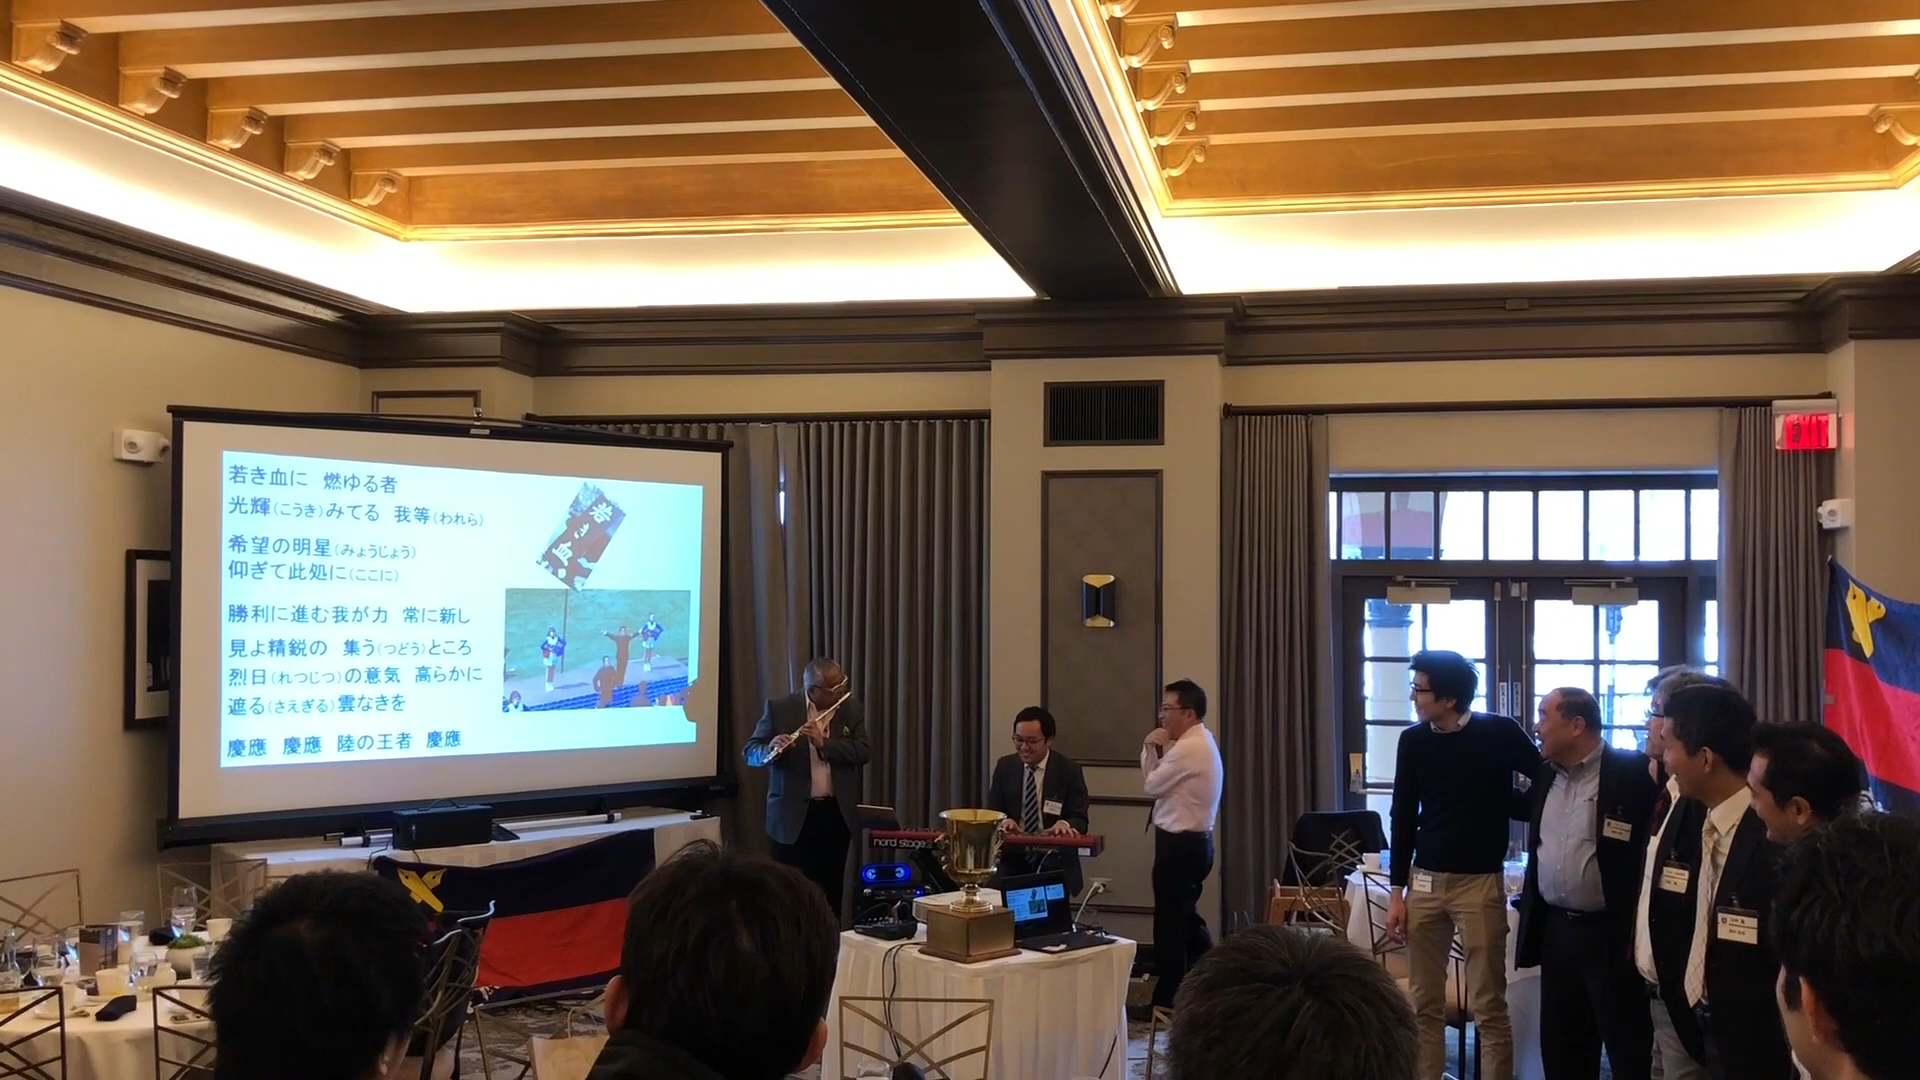 若き血に 燃ゆる者
光輝(こうき)みてる 我等(われら)
希望の明星(みょうじょう)
仰ぎて此処に(ここに)
勝利に進む我が力 常に新し
見よ精鋭の 集う(つどう)ところ
烈日(れつじつ)の意気 高らかに
遮る(さえぎる)雲なきを
慶應 慶應 陸の王者 慶應
若き血
nord stage
EXIT